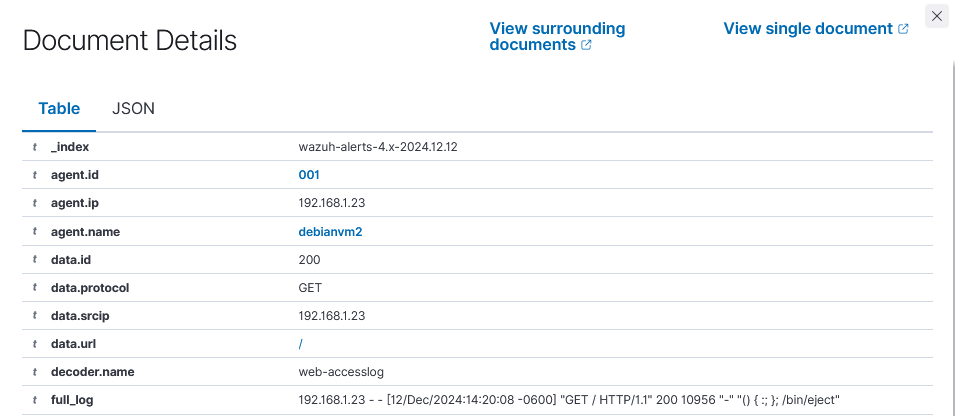 Document Details
View surrounding
documents
View single document
Table JSON
t _index wazuh-alerts-4.x-2024.12.12
t agent.id 001
t agent.ip 192.168.1.23
t agent.name debianvm2
t data.id 200
t data.protocol GET
t data.srcip 192.168.1.23
t data.url /
t decoder.name web-accesslog
t full_log 192.168.1.23 - - [12/Dec/2024:14:20:08 -0600] "GET / HTTP/1.1" 200 10956 "-" "() { :; }; /bin/eject"